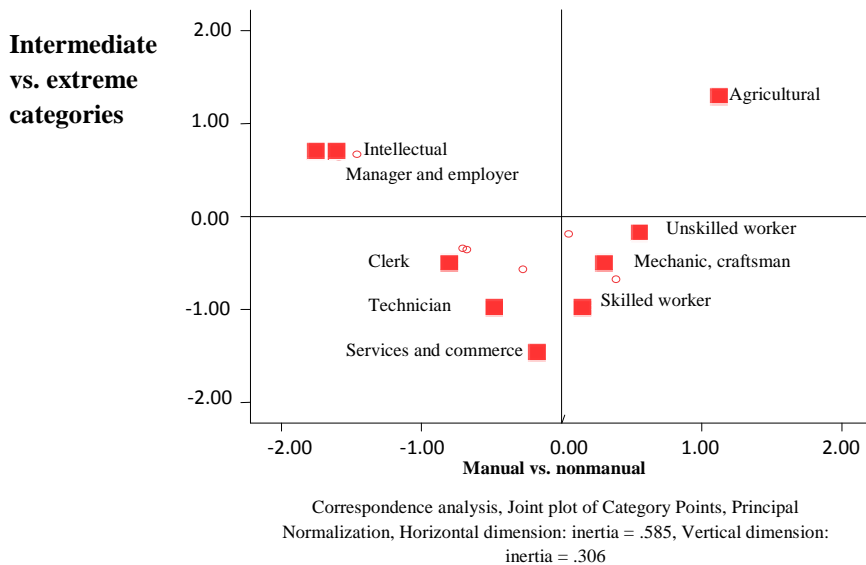 Intermediate
vs. extreme
categories
2.00
Agricultural
1.00
Intellectual
Manager and employer
0.00
Unskilled worker
Clerk
Mechanic, craftsman
Technician
Skilled worker
-1.00
Services and commerce
-2.00
-2.00 -1.00 0.00 1.00 2.00
Manual vs. nonmanual
Correspondence analysis, Joint plot of Category Points, Principal
Normalization, Horizontal dimension: inertia = .585, Vertical dimension:
inertia = .306